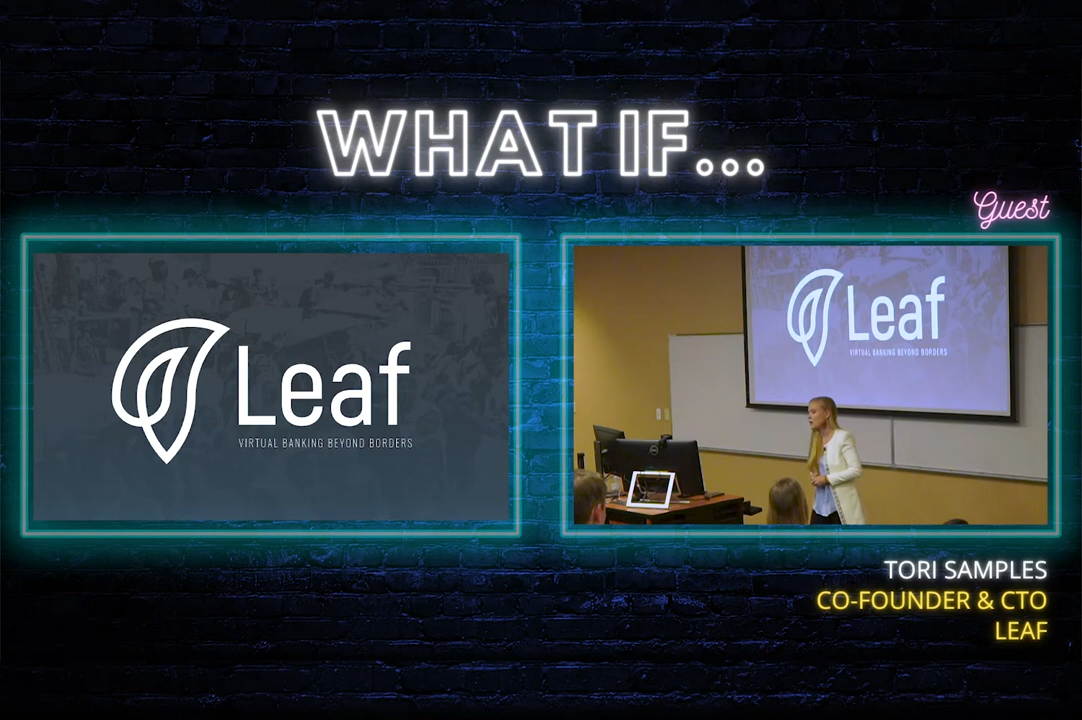 WHAT IF...
Guest
Leaf
VIRTUAL BANKING BEYOND BORDERS
Leaf
VIRTUAL BANKING BEYOND BORDERS
DELL
TORI SAMPLES
CO-FOUNDER & CTO
LEAF